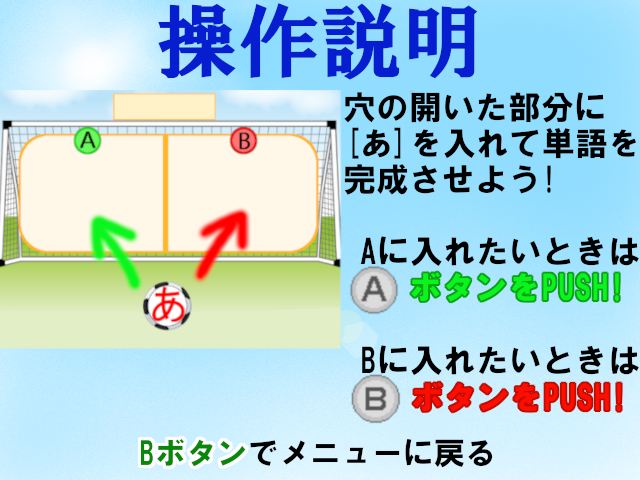 操作説明
A
B
あ
穴の開いた部分に
[あ]を入れて単語を
完成させよう!
Aに入れたいときは
A ボタンをPUSH!
Bに入れたいときは
B ボタンをPUSH!
Bボタンでメニューに戻る